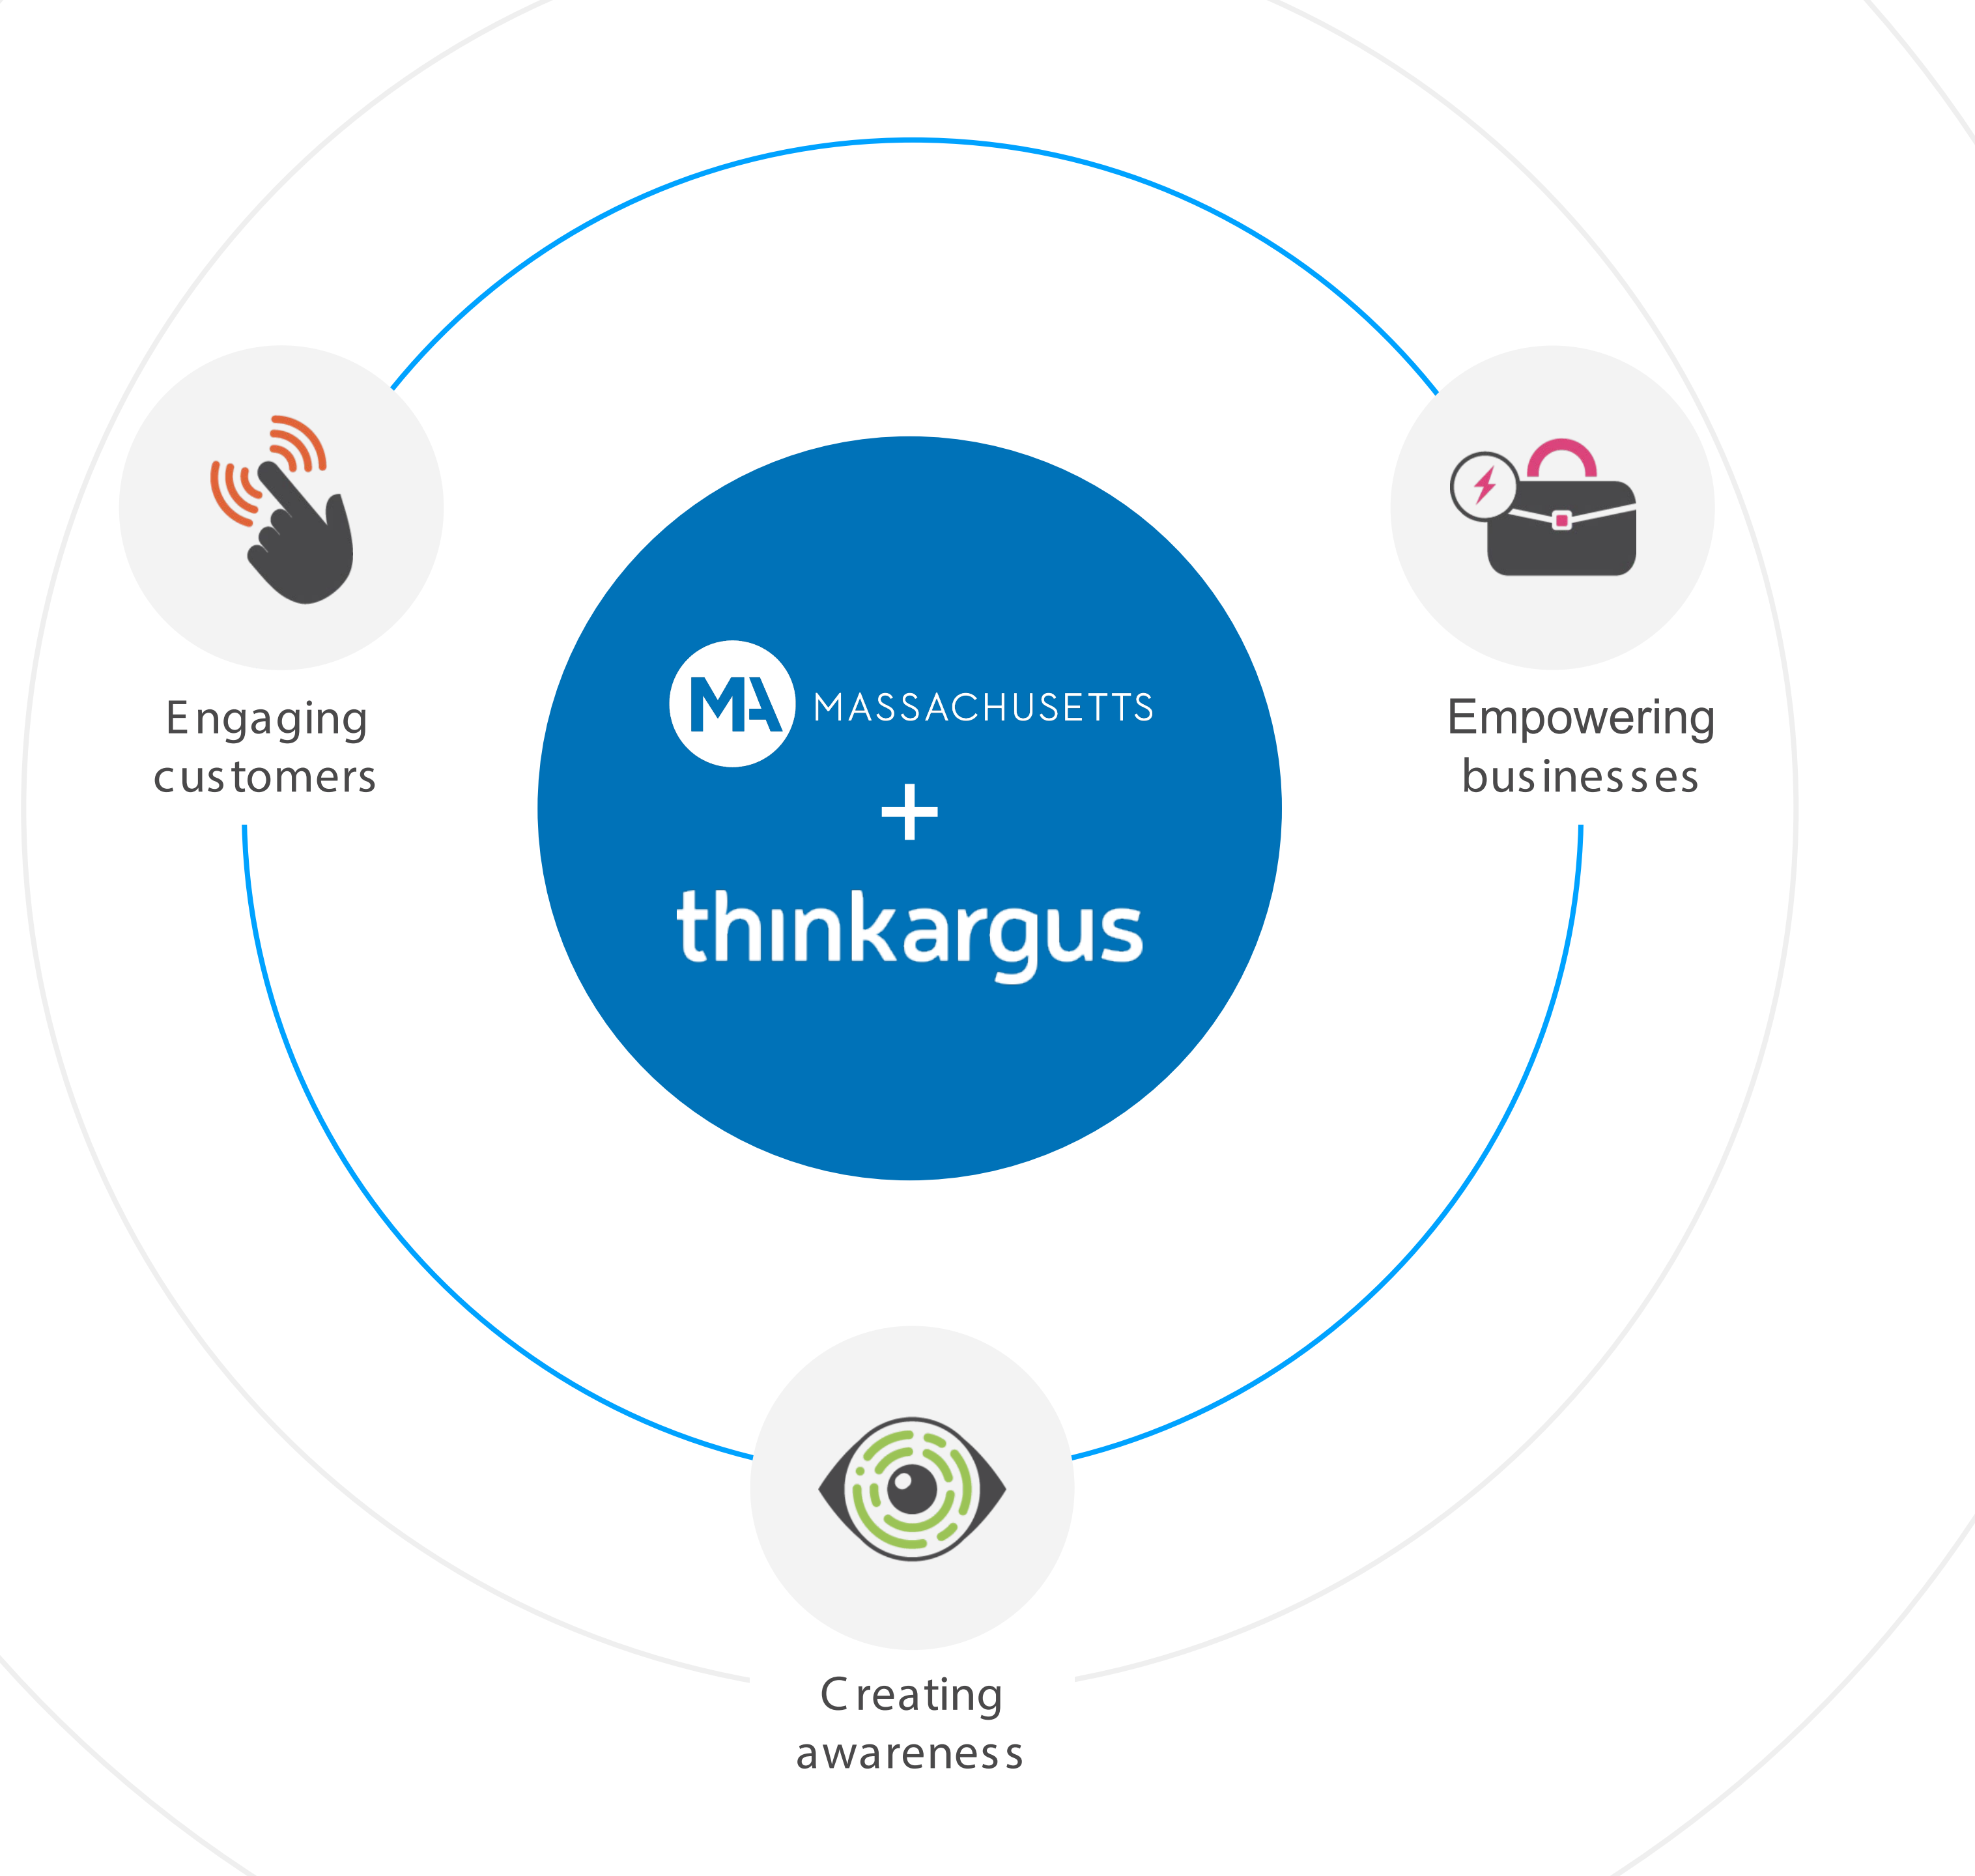 MA MASSACHUSETTS
+
thinkargus
Engaging
customers
Empowering
businesses
Creating
awareness